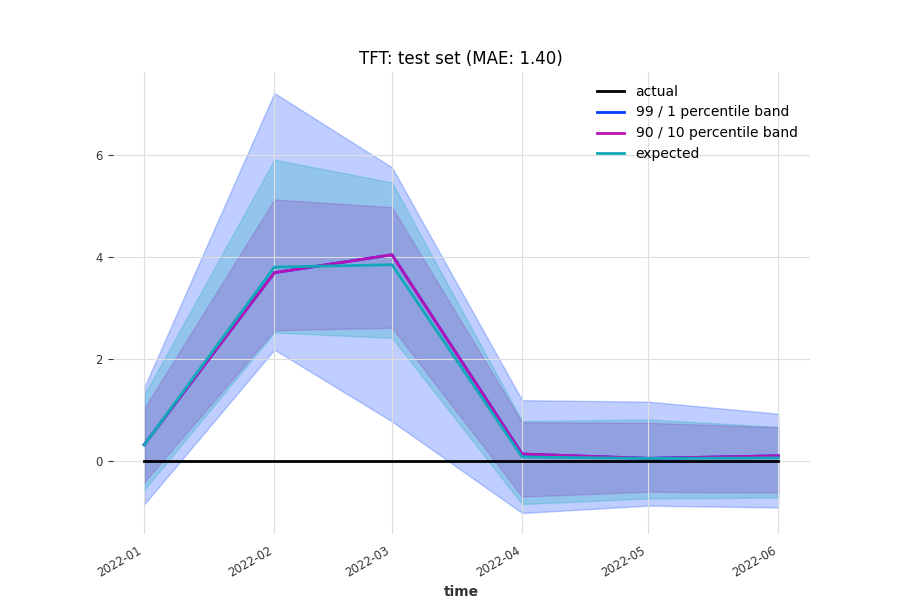 TFT: test set (MAE: 1.40)
actual
99 / 1 percentile band
90 / 10 percentile band
expected
6
4
2
0
2022-01
2022-02
2022-03
2022-04
2022-05
2022-06
time